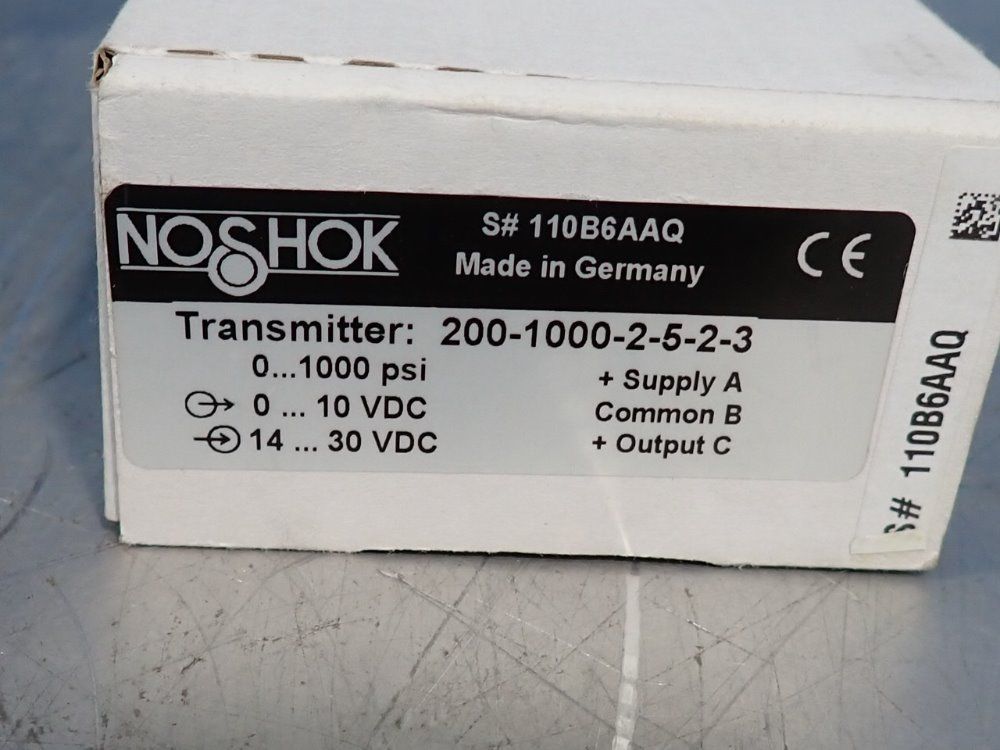 NOSHOK
S# 110B6AAQ
Made in Germany
CE
Transmitter: 200-1000-2-5-2-3
0...1000 psi
0 ... 10 VDC
14 ... 30 VDC
+ Supply A
Common B
+ Output C
S# 110B6AAQ